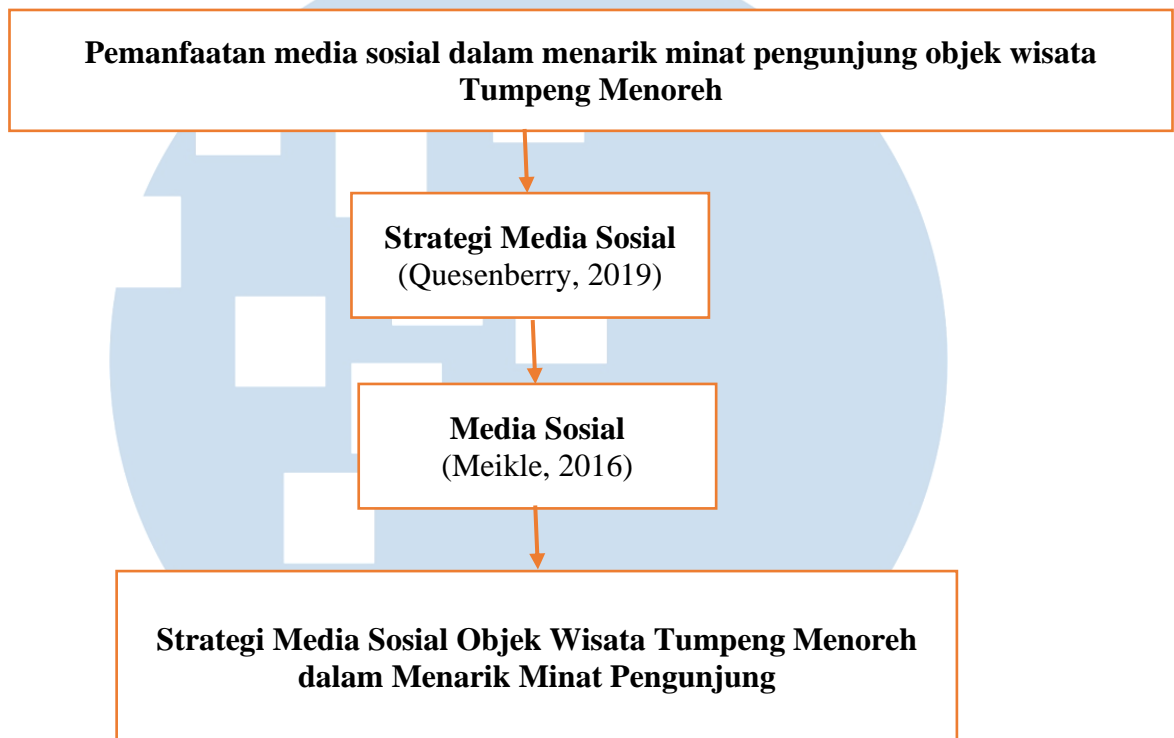 Pemanfaatan media sosial dalam menarik minat pengunjung objek wisata
Tumpeng Menoreh
Strategi Media Sosial
(Quesenberry, 2019)
Media Sosial
(Meikle, 2016)
Strategi Media Sosial Objek Wisata Tumpeng Menoreh
dalam Menarik Minat Pengunjung